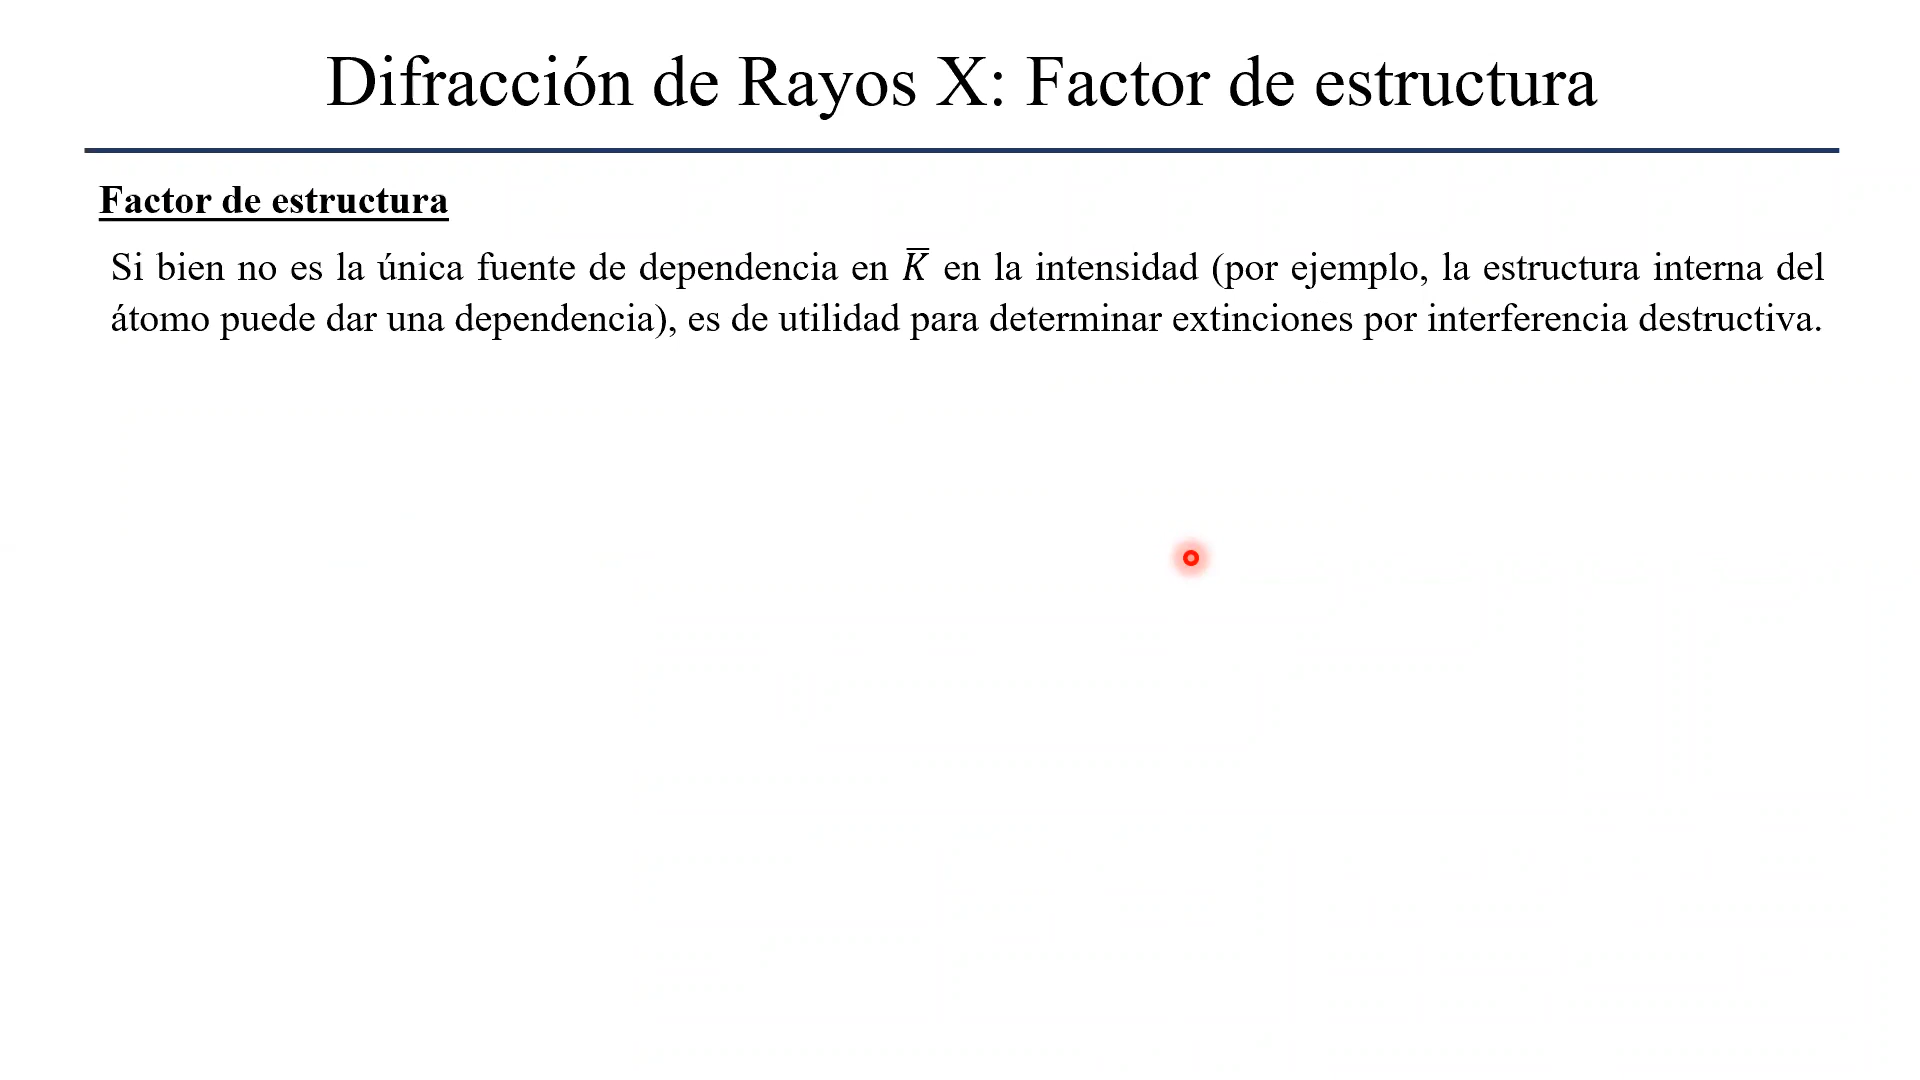 Difracción de Rayos X: Factor de estructura
Factor de estructura
Si bien no es la única fuente de dependencia en K̅ en la intensidad (por ejemplo, la estructura interna del
átomo puede dar una dependencia), es de utilidad para determinar extinciones por interferencia destructiva.